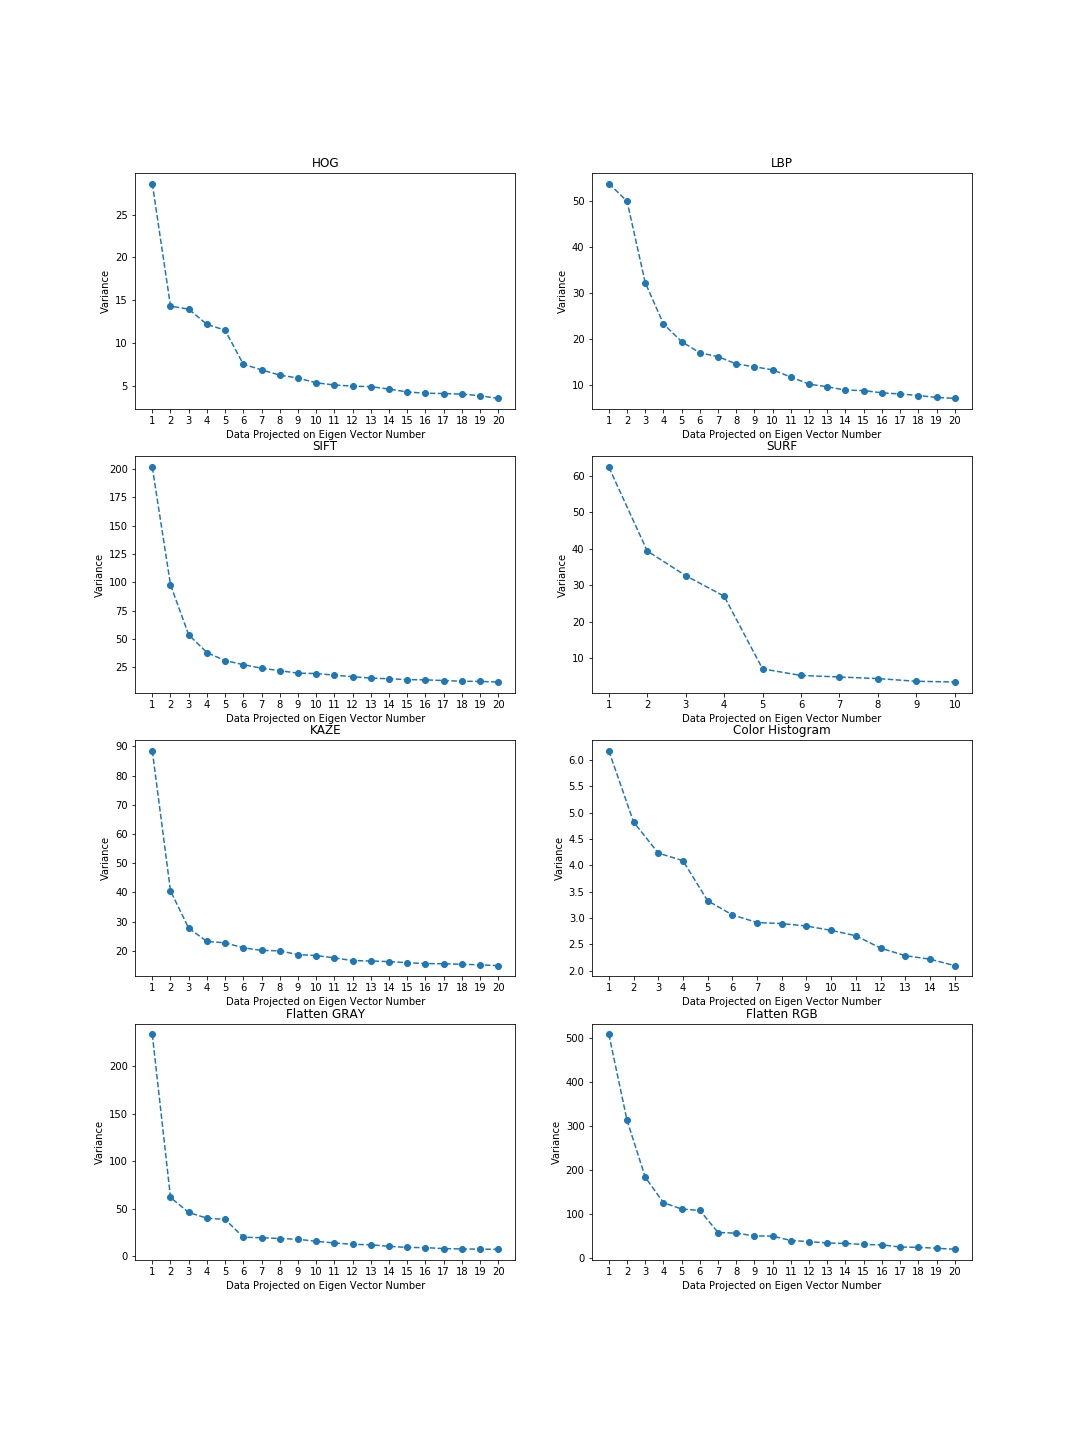 HOG
Variance
25
20
15
10
5
1 2 3 4 5 6 7 8 9 10 11 12 13 14 15 16 17 18 19 20
Data Projected on Eigen Vector Number
LBP
Variance
50
40
30
20
10
1 2 3 4 5 6 7 8 9 10 11 12 13 14 15 16 17 18 19 20
Data Projected on Eigen Vector Number
SIFT
Variance
200
175
150
125
100
75
50
25
1 2 3 4 5 6 7 8 9 10 11 12 13 14 15 16 17 18 19 20
Data Projected on Eigen Vector Number
SURF
Variance
60
50
40
30
20
10
1 2 3 4 5 6 7 8 9 10
Data Projected on Eigen Vector Number
KAZE
Variance
90
80
70
60
50
40
30
20
1 2 3 4 5 6 7 8 9 10 11 12 13 14 15 16 17 18 19 20
Data Projected on Eigen Vector Number
Color Histogram
Variance
6.0
5.5
5.0
4.5
4.0
3.5
3.0
2.5
2.0
1 2 3 4 5 6 7 8 9 10 11 12 13 14 15
Data Projected on Eigen Vector Number
Flatten GRAY
Variance
200
150
100
50
0
1 2 3 4 5 6 7 8 9 10 11 12 13 14 15 16 17 18 19 20
Data Projected on Eigen Vector Number
Flatten RGB
Variance
500
400
300
200
100
0
1 2 3 4 5 6 7 8 9 10 11 12 13 14 15 16 17 18 19 20
Data Projected on Eigen Vector Number